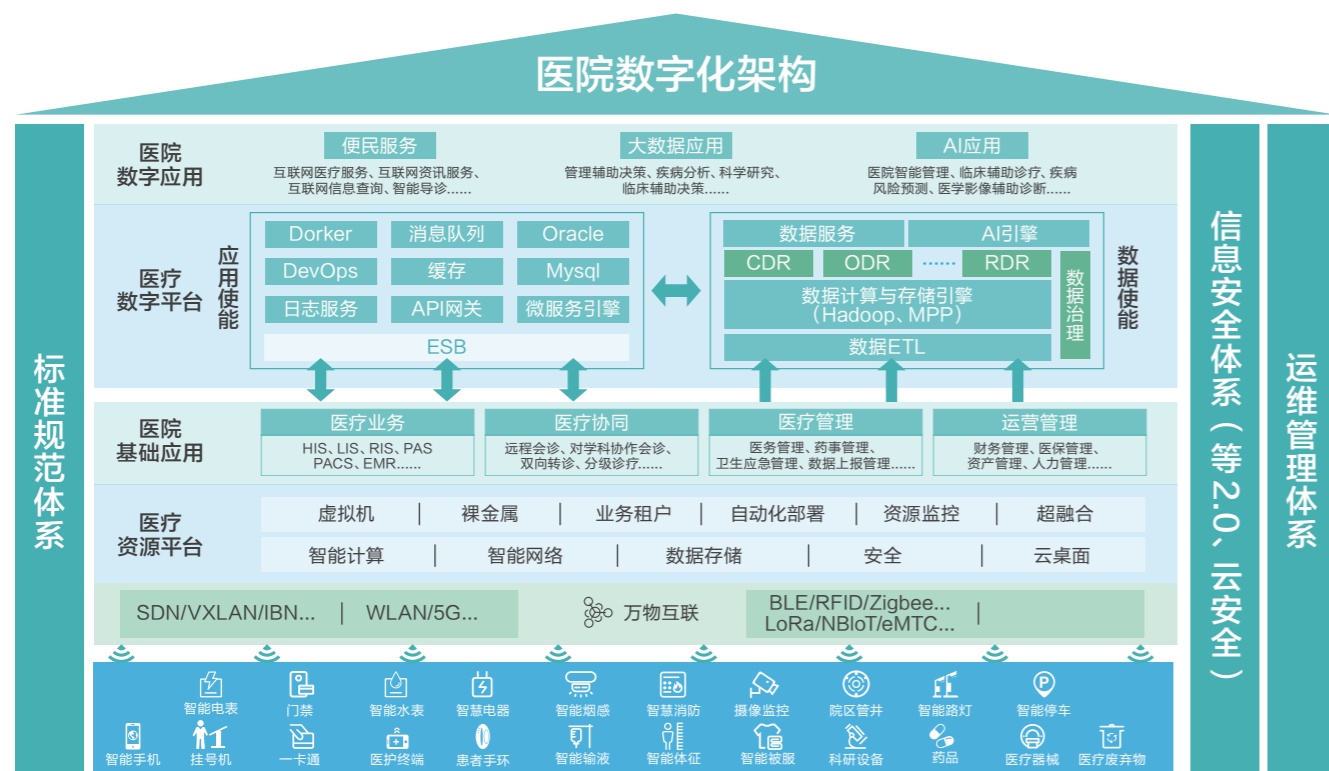 医院数字化架构
标准规范体系
医院
数字应用
便民服务
互联网医疗服务、互联网资讯服务、
互联网信息查询、智能导诊......
大数据应用
管理辅助决策、疾病分析、科学研究、
临床辅助决策......
AI应用
医院智能管理、临床辅助诊疗、疾病
风险预测、医学影像辅助诊断......
医疗
数字平台
应用使能
Dorker
消息队列
Oracle
DevOps
缓存
Mysql
日志服务
API网关
微服务引擎
ESB
数据服务
AI引擎
CDR
ODR
......
RDR
数据计算与存储引擎
（Hadoop、MPP）
数据ETL
数据治理
数据使能
医院
基础应用
医疗业务
HIS、LIS、RIS、PAS
PACS、EMR......
医疗协同
远程会诊、对学科协作会诊、
双向转诊、分级诊疗......
医疗管理
医务管理、药事管理、
卫生应急管理、数据上报管理......
运营管理
财务管理、医保管理、
资产管理、人力管理......
医疗
资源平台
虚拟机 | 裸金属 | 业务租户 | 自动化部署 | 资源监控 | 超融合
智能计算 | 智能网络 | 数据存储 | 安全 | 云桌面
SDN/VXLAN/IBN... | WLAN/5G...
万物互联
BLE/RFID/Zigbee... |
LoRa/NBIoT/eMTC...
智能电表 门禁 智能水表 智慧电器 智能烟感 智慧消防 摄像监控 院区管井 智能路灯 P 智能停车
智能手机 挂号机 一卡通 医护终端 患者手环 智能输液 智能体征 智能被服 科研设备 药品 医疗器械 医疗废弃物
信息安全体系（等2.0、云安全）
运维管理体系